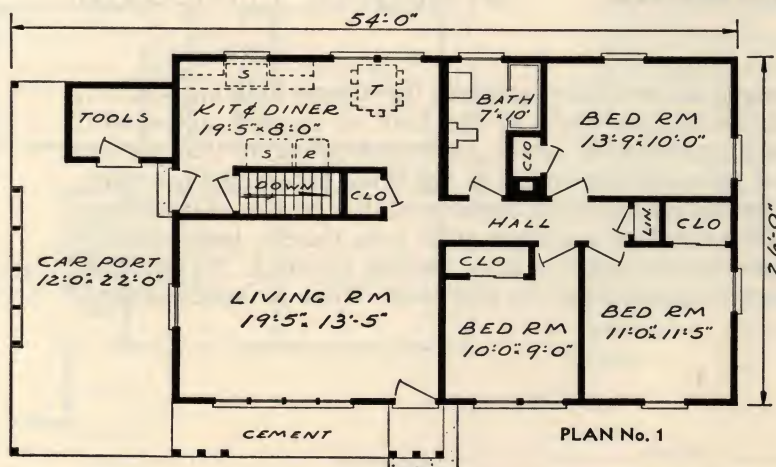 54'-0"
TOOLS
S
T
KIT & DINER
19'-5" x 8'-0"
BATH
7' x 10'
BED RM
13'-9" x 10'-0"
CLO
S R
DOWN
CLO
HALL
LIN.
CLO
CAR PORT
12'-0" x 22'-0"
LIVING RM
19'-5" x 13'-5"
CLO
BED RM
10'-0" x 9'-0"
BED RM
11'-0" x 11'-5"
CEMENT
PLAN No. 1